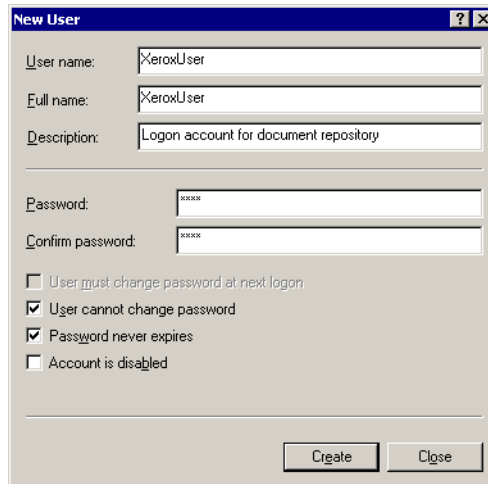 New User
User name: XeroxUser
Full name: XeroxUser
Description: Logon account for document repository
Password: ****
Confirm password: ****
User must change password at next logon
User cannot change password
Password never expires
Account is disabled
Create Close